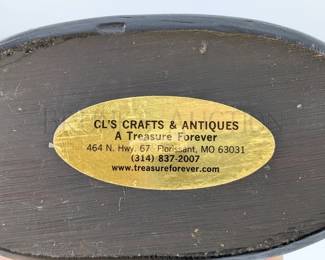 CL'S CRAFTS & ANTIQUES
A Treasure Forever
464 N. Hwy. 67 Florissant, MO 63031
(314) 837-2007
www.treasureforever.com